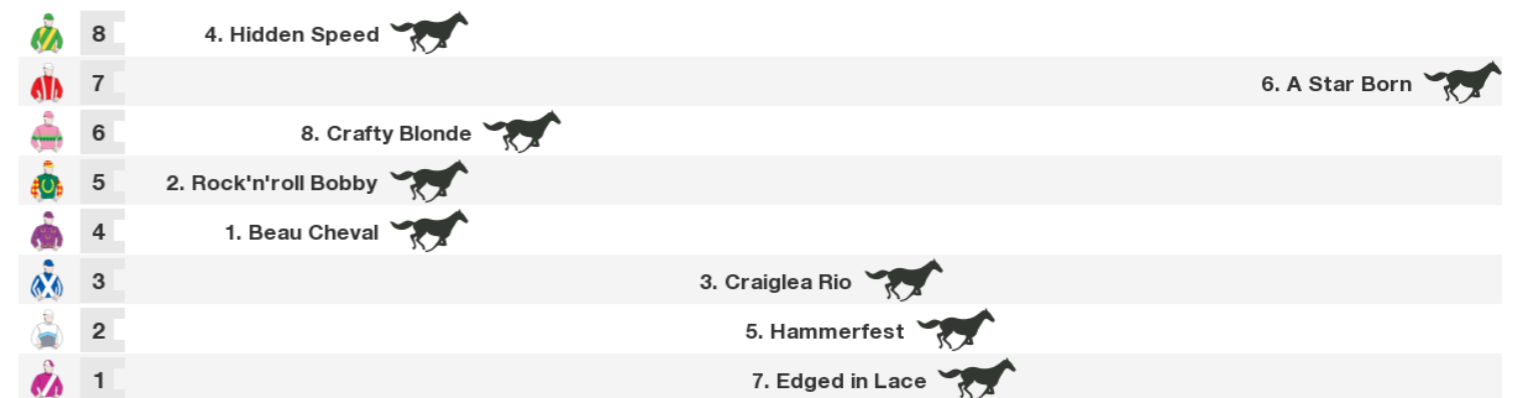 8 4. Hidden Speed
7 6. A Star Born
6 8. Crafty Blonde
5 2. Rock'n'roll Bobby
4 1. Beau Cheval
3 3. Craiglea Rio
2 5. Hammerfest
1 7. Edged in Lace